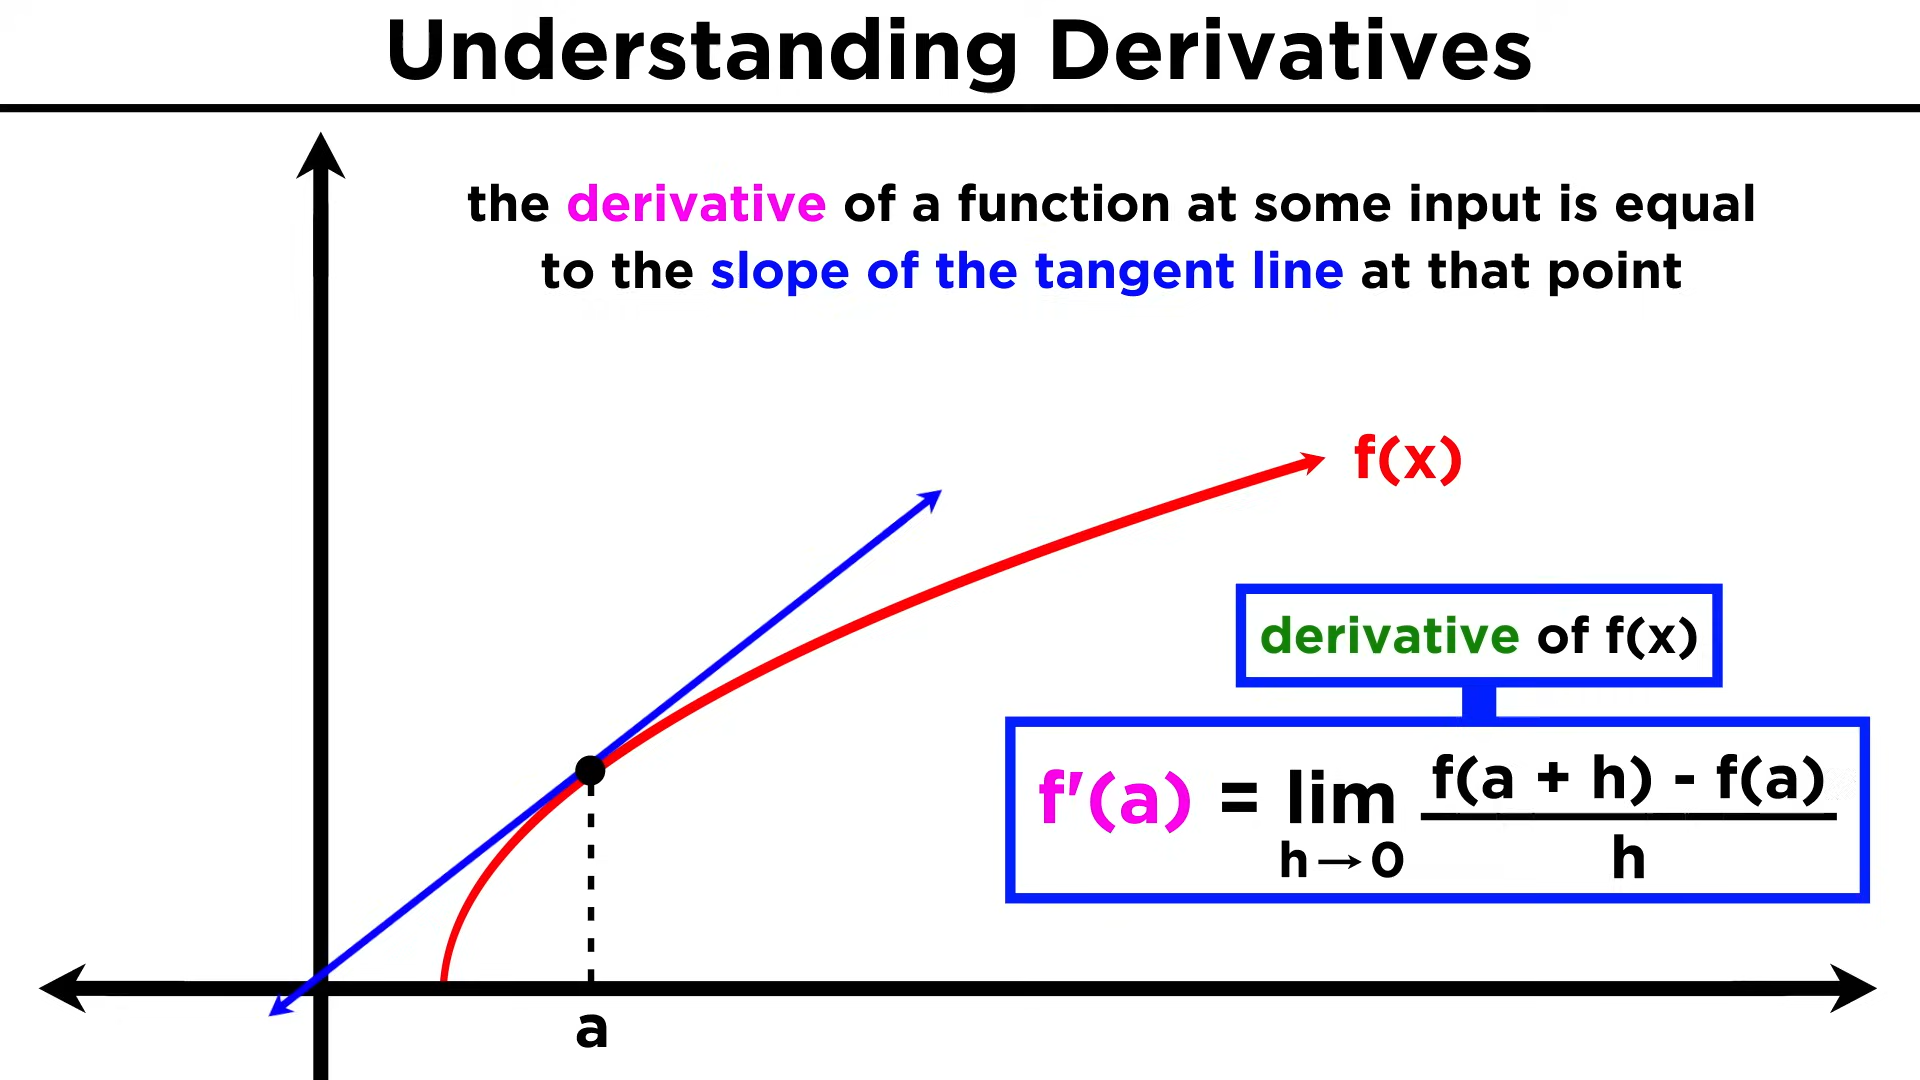 Understanding Derivatives
the derivative of a function at some input is equal
to the slope of the tangent line at that point
f(x)
derivative of f(x)
f'(a) = lim f(a + h) - f(a)
h→0 h
a